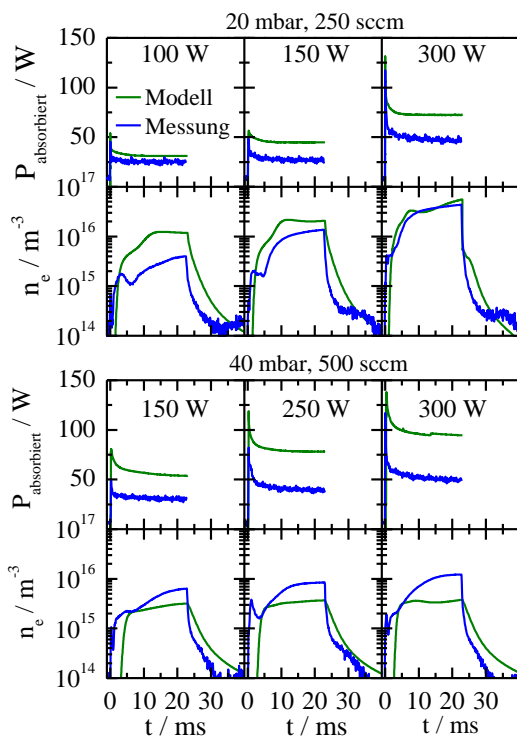 20 mbar, 250 sccm
150 100 W 150 W 300 W
Modell
Messung
100
50
P absorbiert / W
10^17
10^16
10^15
10^14
n_e / m^-3
40 mbar, 500 sccm
150 150 W 250 W 300 W
100
50
P absorbiert / W
10^17
10^16
10^15
10^14
n_e / m^-3
0 10 20 30 0 10 20 30 0 10 20 30
t / ms t / ms t / ms